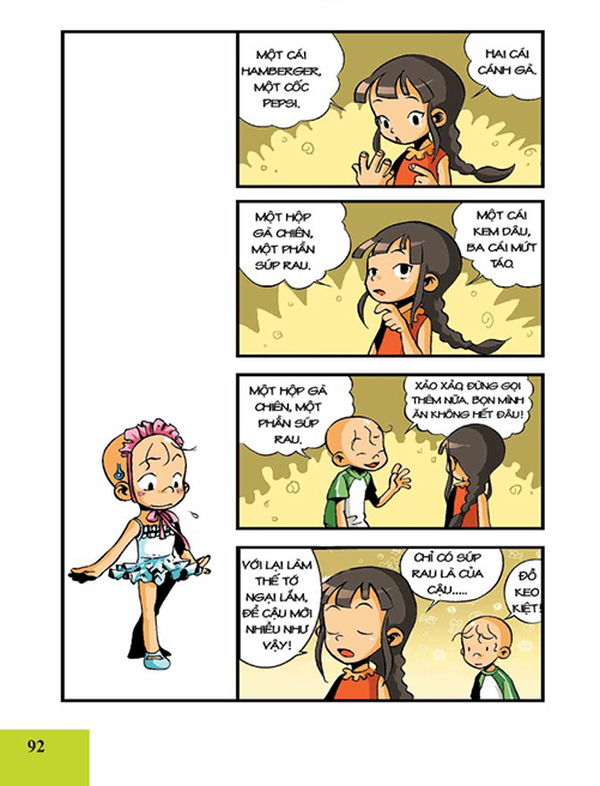 MỘT CÁI
HAMBERGER,
MỘT CỐC
PEPSI.
HAI CÁI
CÁNH GÀ.
MỘT HỘP
GÀ CHIÊN,
MỘT PHẦN
SÚP RAU.
MỘT CÁI
KEM DÂU,
BA CÁI MỨT
TÁO.
MỘT HỘP GÀ
CHIÊN, MỘT
PHẦN SÚP
RAU.
XẢO XẢO, ĐỪNG GỌI
THÊM NỮA. BỌN MÌNH
ĂN KHÔNG HẾT ĐÂU!
VỚI LẠI LÀM
THẾ TỚ
NGẠI LẮM,
ĐỂ CẬU MỜI
NHIỀU NHƯ
VẬY!
CHỈ CÓ SÚP
RAU LÀ CỦA
CẬU.....
ĐỒ
KEO
KIỆT!
92